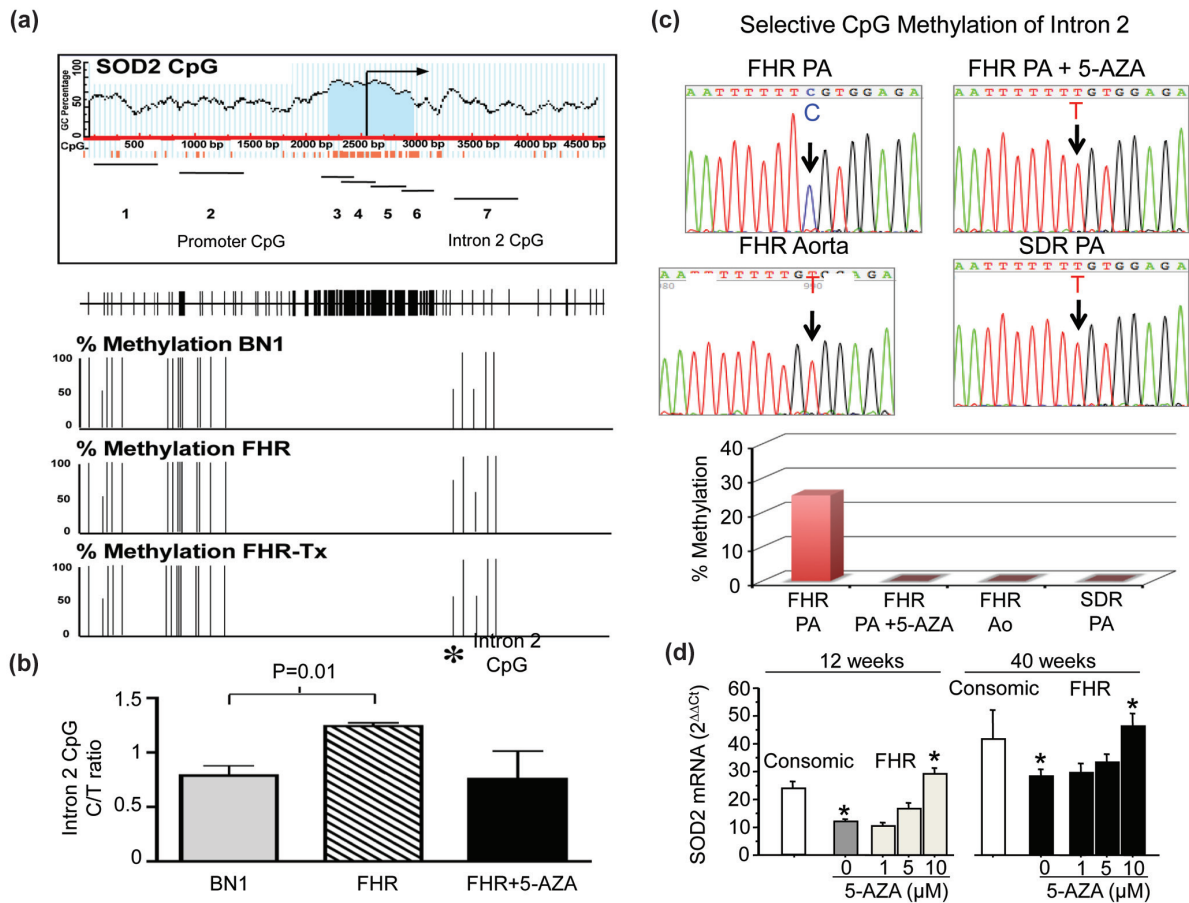 (a)
SOD2 CpG
GC Percentage
100
50
0
CpG
500 bp 1000 bp 1500 bp 2000 bp 2500 bp 3000 bp 3500 bp 4000 bp 4500 bp
1 2 3 4 5 6 7
Promoter CpG
Intron 2 CpG
% Methylation BN1
100
50
0
% Methylation FHR
100
50
0
% Methylation FHR-Tx
100
50
0
* Intron 2
CpG
(b)
P=0.01
Intron 2 CpG
C/T ratio
1.5
1
0.5
0
BN1 FHR FHR+5-AZA
(c)
Selective CpG Methylation of Intron 2
FHR PA
AATTTTTTCGTGGAGA
C
FHR PA + 5-AZA
AATTTTTTTGTGGAGA
T
FHR Aorta
980 990
T
SDR PA
AATTTTTTTGTGGAGA
T
% Methylation
40
30
20
10
0
FHR
PA
FHR
PA +5-AZA
FHR
Ao
SDR
PA
(d)
12 weeks
40 weeks
SOD2 mRNA (2^ΔΔCt)
60
50
40
30
20
10
0
Consomic FHR
* *
Consomic FHR
* *
0 1 5 10
5-AZA (µM)
0 1 5 10
5-AZA (µM)